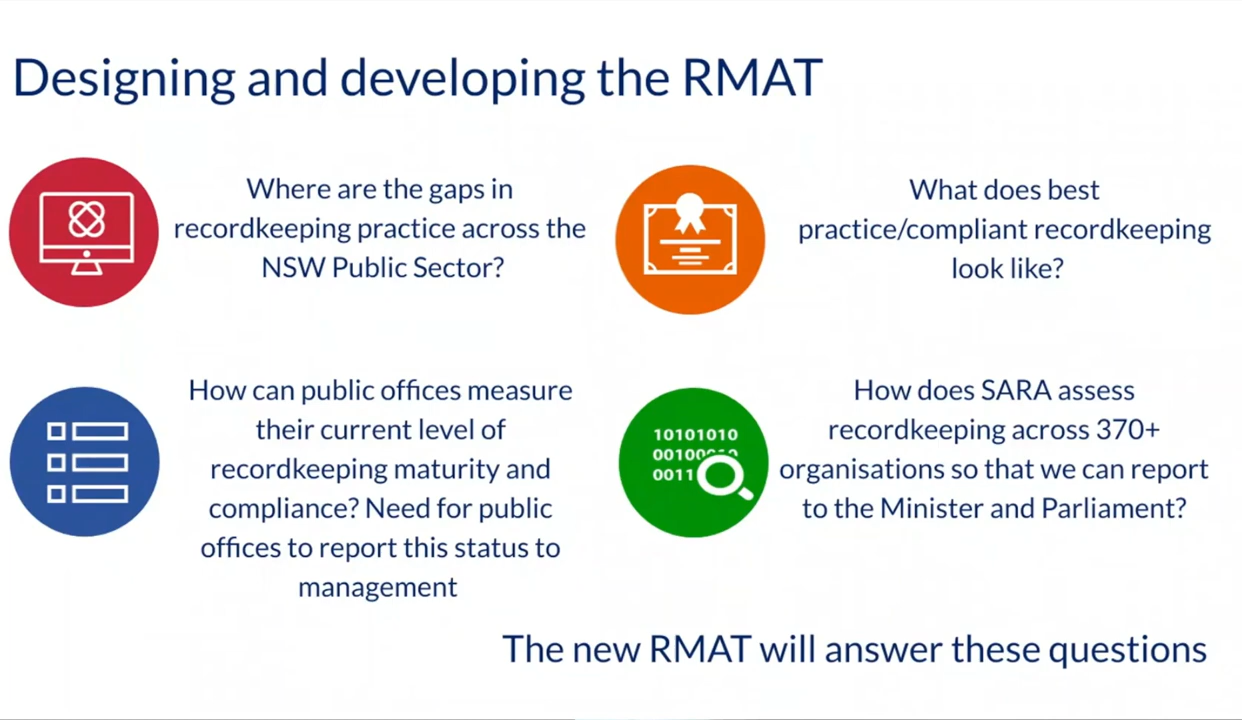 Designing and developing the RMAT
Where are the gaps in
recordkeeping practice across the
NSW Public Sector?
What does best
practice/compliant recordkeeping
look like?
How can public offices measure
their current level of
recordkeeping maturity and
compliance? Need for public
offices to report this status to
management
10101010
0010
0011
How does SARA assess
recordkeeping across 370+
organisations so that we can report
to the Minister and Parliament?
The new RMAT will answer these questions